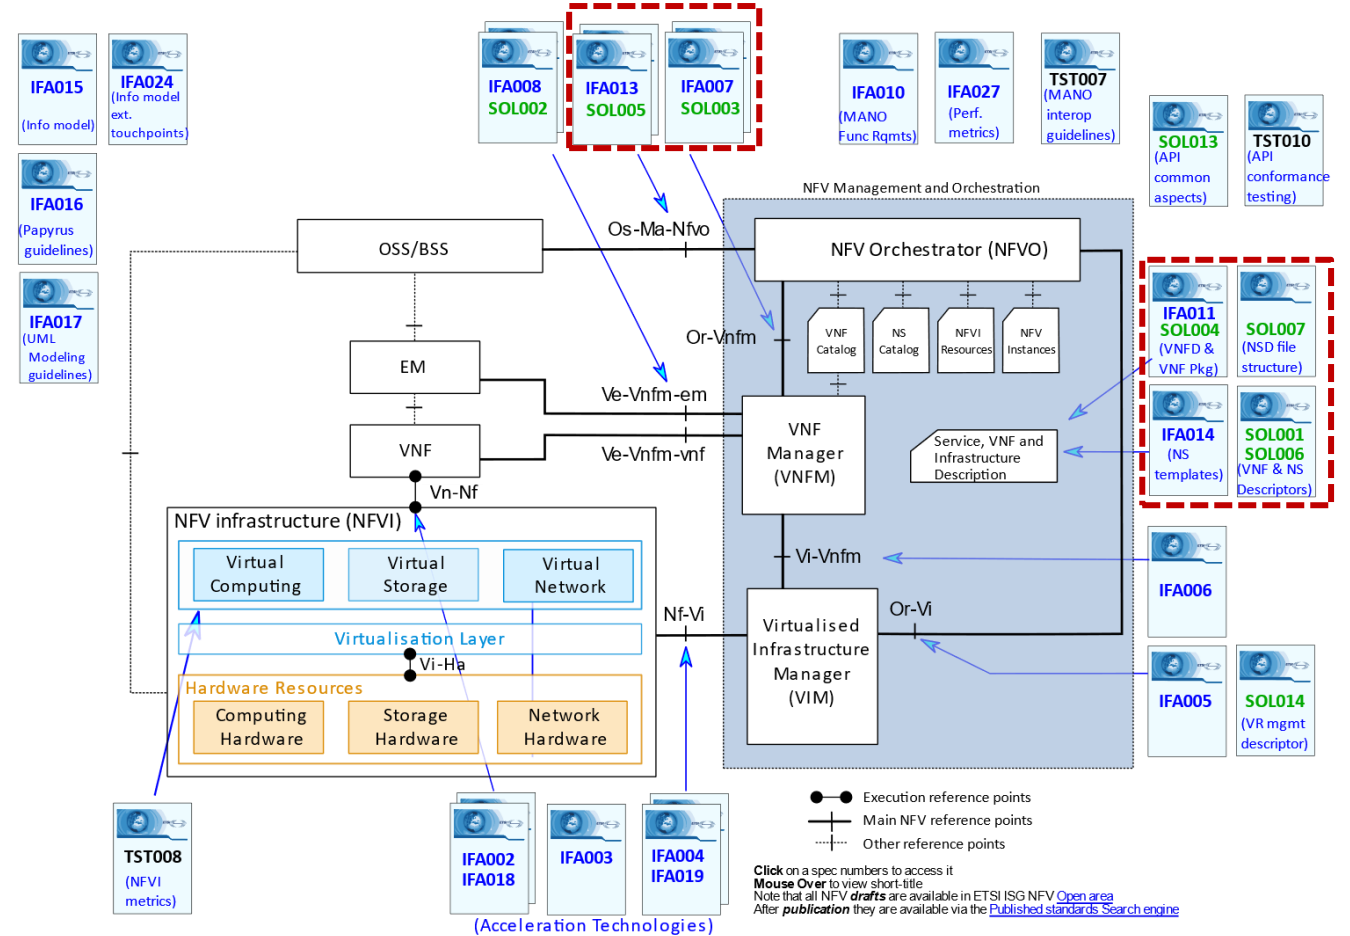 IFA015
(Info model)
IFA024
(Info model
ext.
touchpoints)
IFA008
SOL002
IFA013
SOL005
IFA007
SOL003
IFA010
(MANO
Func Rqmts)
IFA027
(Perf.
metrics)
TST007
(MANO
interop
guidelines)
SOL013
(API
common
aspects)
TST010
(API
conformance
testing)
IFA016
(Papyrus
guidelines)
IFA017
(UML
Modeling
guidelines)
NFV Management and Orchestration
OSS/BSS
Os-Ma-Nfvo
NFV Orchestrator (NFVO)
VNF
Catalog
NS
Catalog
NFVI
Resources
NFV
Instances
Or-Vnfm
EM
Ve-Vnfm-em
VNF
Ve-Vnfm-vnf
VNF
Manager
(VNFM)
Service, VNF and
Infrastructure
Description
IFA011
SOL004
(VNFD &
VNF Pkg)
SOL007
(NSD file
structure)
IFA014
(NS
templates)
SOL001
SOL006
(VNF & NS
Descriptors)
Vn-Nf
NFV infrastructure (NFVI)
Virtual
Computing
Virtual
Storage
Virtual
Network
Virtualisation Layer
Vi-Ha
Hardware Resources
Computing
Hardware
Storage
Hardware
Network
Hardware
Nf-Vi
Vi-Vnfm
Or-Vi
Virtualised
Infrastructure
Manager
(VIM)
IFA006
IFA005
SOL014
(VR mgmt
descriptor)
TST008
(NFVI
metrics)
IFA002
IFA018
IFA003
IFA004
IFA019
(Acceleration Technologies)
Execution reference points
Main NFV reference points
Other reference points
Click on a spec numbers to access it
Mouse Over to view short-title
Note that all NFV drafts are available in ETSI ISG NFV Open area
After publication they are available via the Published standards Search engine